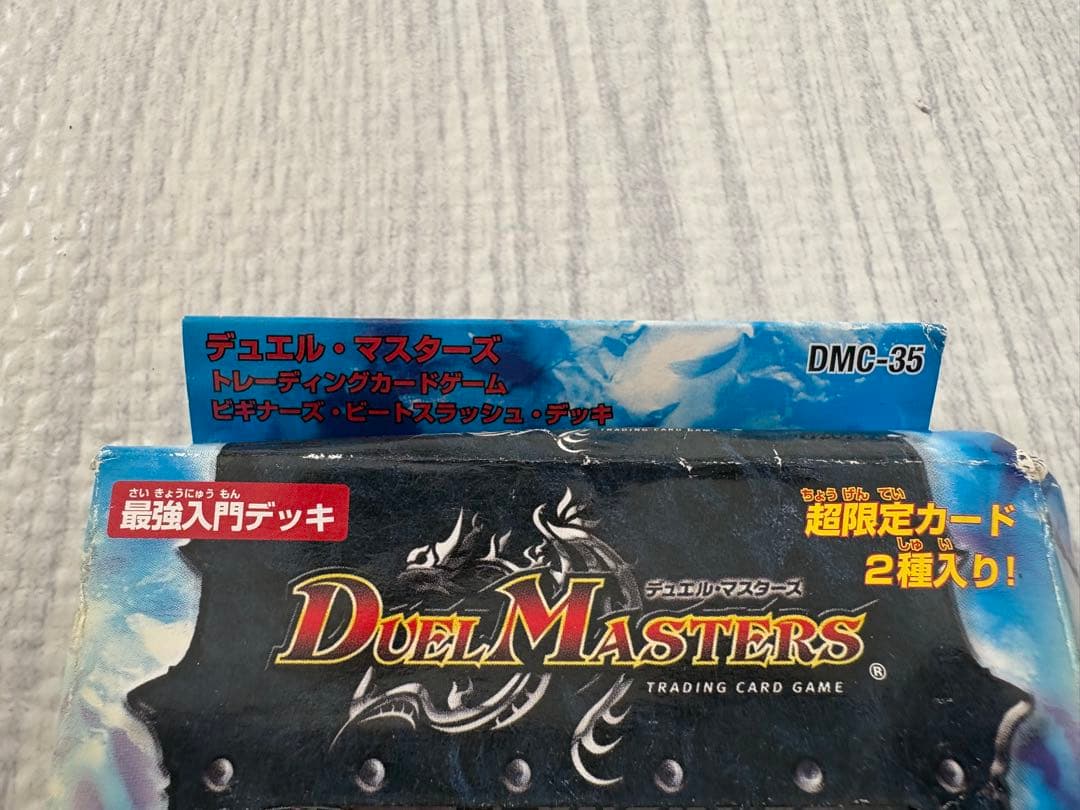 デュエル・マスターズ
トレーディングカードゲーム
ビギナーズ・ビートスラッシュ・デッキ
DMC-35
TRADING CARD GAME
さいきょうにゅうもん
最強入門デッキ
ちょうげんてい
超限定カード
しゅい
2種入り!
デュエル・マスターズ
DUEL MASTERS®
TRADING CARD GAME